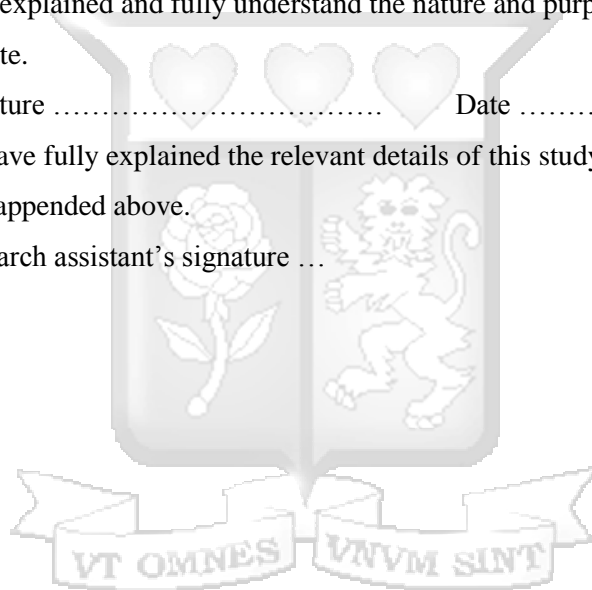 explained and fully understand the nature and purp
te.
ture ……………………………. Date ………
ave fully explained the relevant details of this study
appended above.
arch assistant’s signature …
VT OMNES VNVM SINT